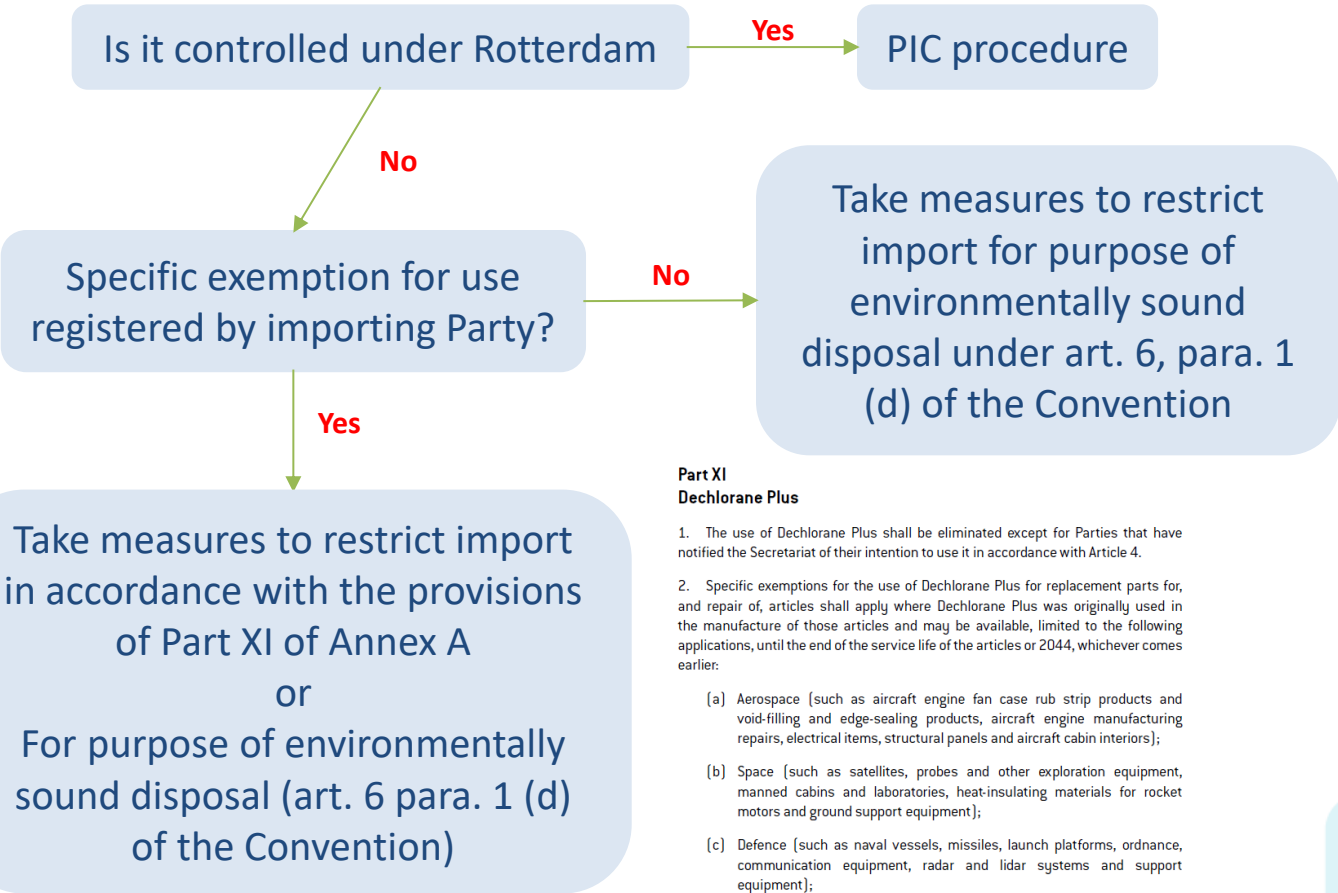 Is it controlled under Rotterdam
Yes
PIC procedure
No
Specific exemption for use
registered by importing Party?
No
Take measures to restrict
import for purpose of
environmentally sound
disposal under art. 6, para. 1
(d) of the Convention
Yes
Take measures to restrict import
in accordance with the provisions
of Part XI of Annex A
or
For purpose of environmentally
sound disposal (art. 6 para. 1 (d)
of the Convention)
Part XI
Dechlorane Plus
1. The use of Dechlorane Plus shall be eliminated except for Parties that have
notified the Secretariat of their intention to use it in accordance with Article 4.
2. Specific exemptions for the use of Dechlorane Plus for replacement parts for,
and repair of, articles shall apply where Dechlorane Plus was originally used in
the manufacture of those articles and may be available, limited to the following
applications, until the end of the service life of the articles or 2044, whichever comes
earlier:
(a) Aerospace (such as aircraft engine fan case rub strip products and
void-filling and edge-sealing products, aircraft engine manufacturing
repairs, electrical items, structural panels and aircraft cabin interiors);
(b) Space (such as satellites, probes and other exploration equipment,
manned cabins and laboratories, heat-insulating materials for rocket
motors and ground support equipment);
(c) Defence (such as naval vessels, missiles, launch platforms, ordnance,
communication equipment, radar and lidar systems and support
equipment);